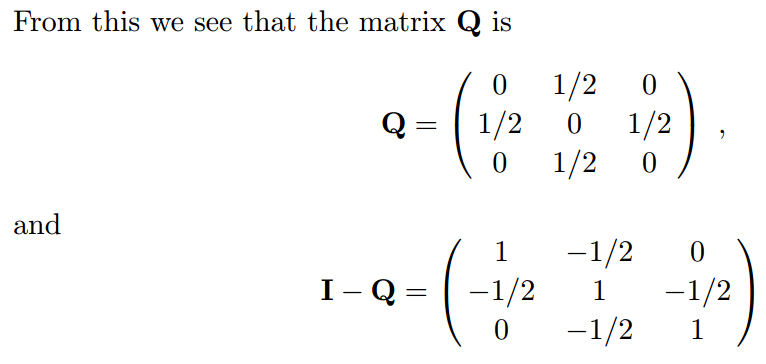 From this we see that the matrix Q is
0 1/2 0
Q = 1/2 0 1/2 ,
0 1/2 0
and
1 −1/2 0
I − Q = −1/2 1 −1/2
0 −1/2 1